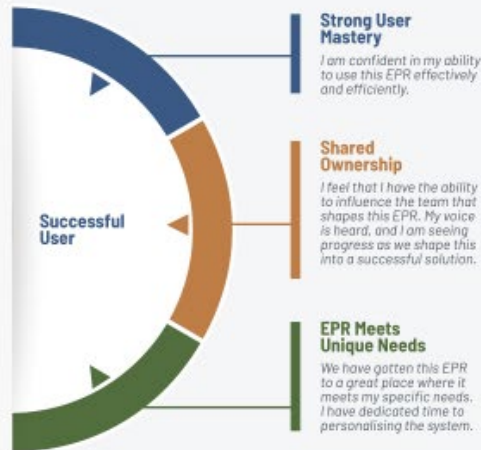 Strong User
Mastery
I am confident in my ability
to use this EPR effectively
and efficiently.
Shared
Ownership
I feel that I have the ability
to influence the team that
shapes this EPR. My voice
is heard, and I am seeing
progress as we shape this
into a successful solution.
Successful
User
EPR Meets
Unique Needs
We have gotten this EPR
to a great place where it
meets my specific needs.
I have dedicated time to
personalising the system.